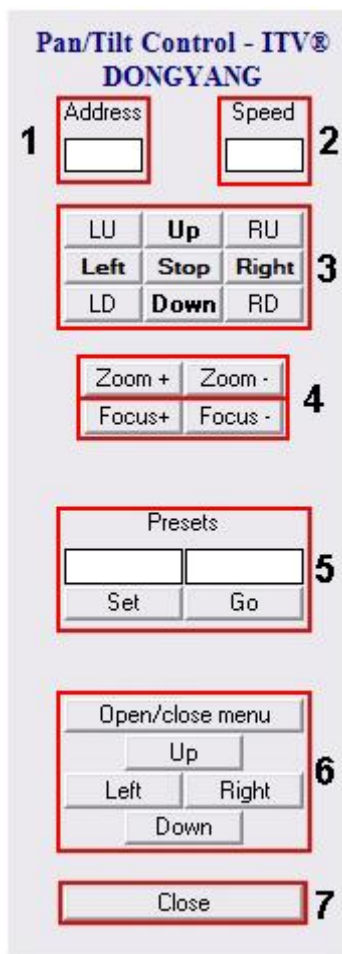 Pan/Tilt Control - ITV®
DONGYANG
1 Address Speed 2
LU Up RU
Left Stop Right 3
LD Down RD
Zoom + Zoom -
4
Focus+ Focus -
Presets
5
Set Go
Open/close menu
Up
6
Left Right
Down
Close 7